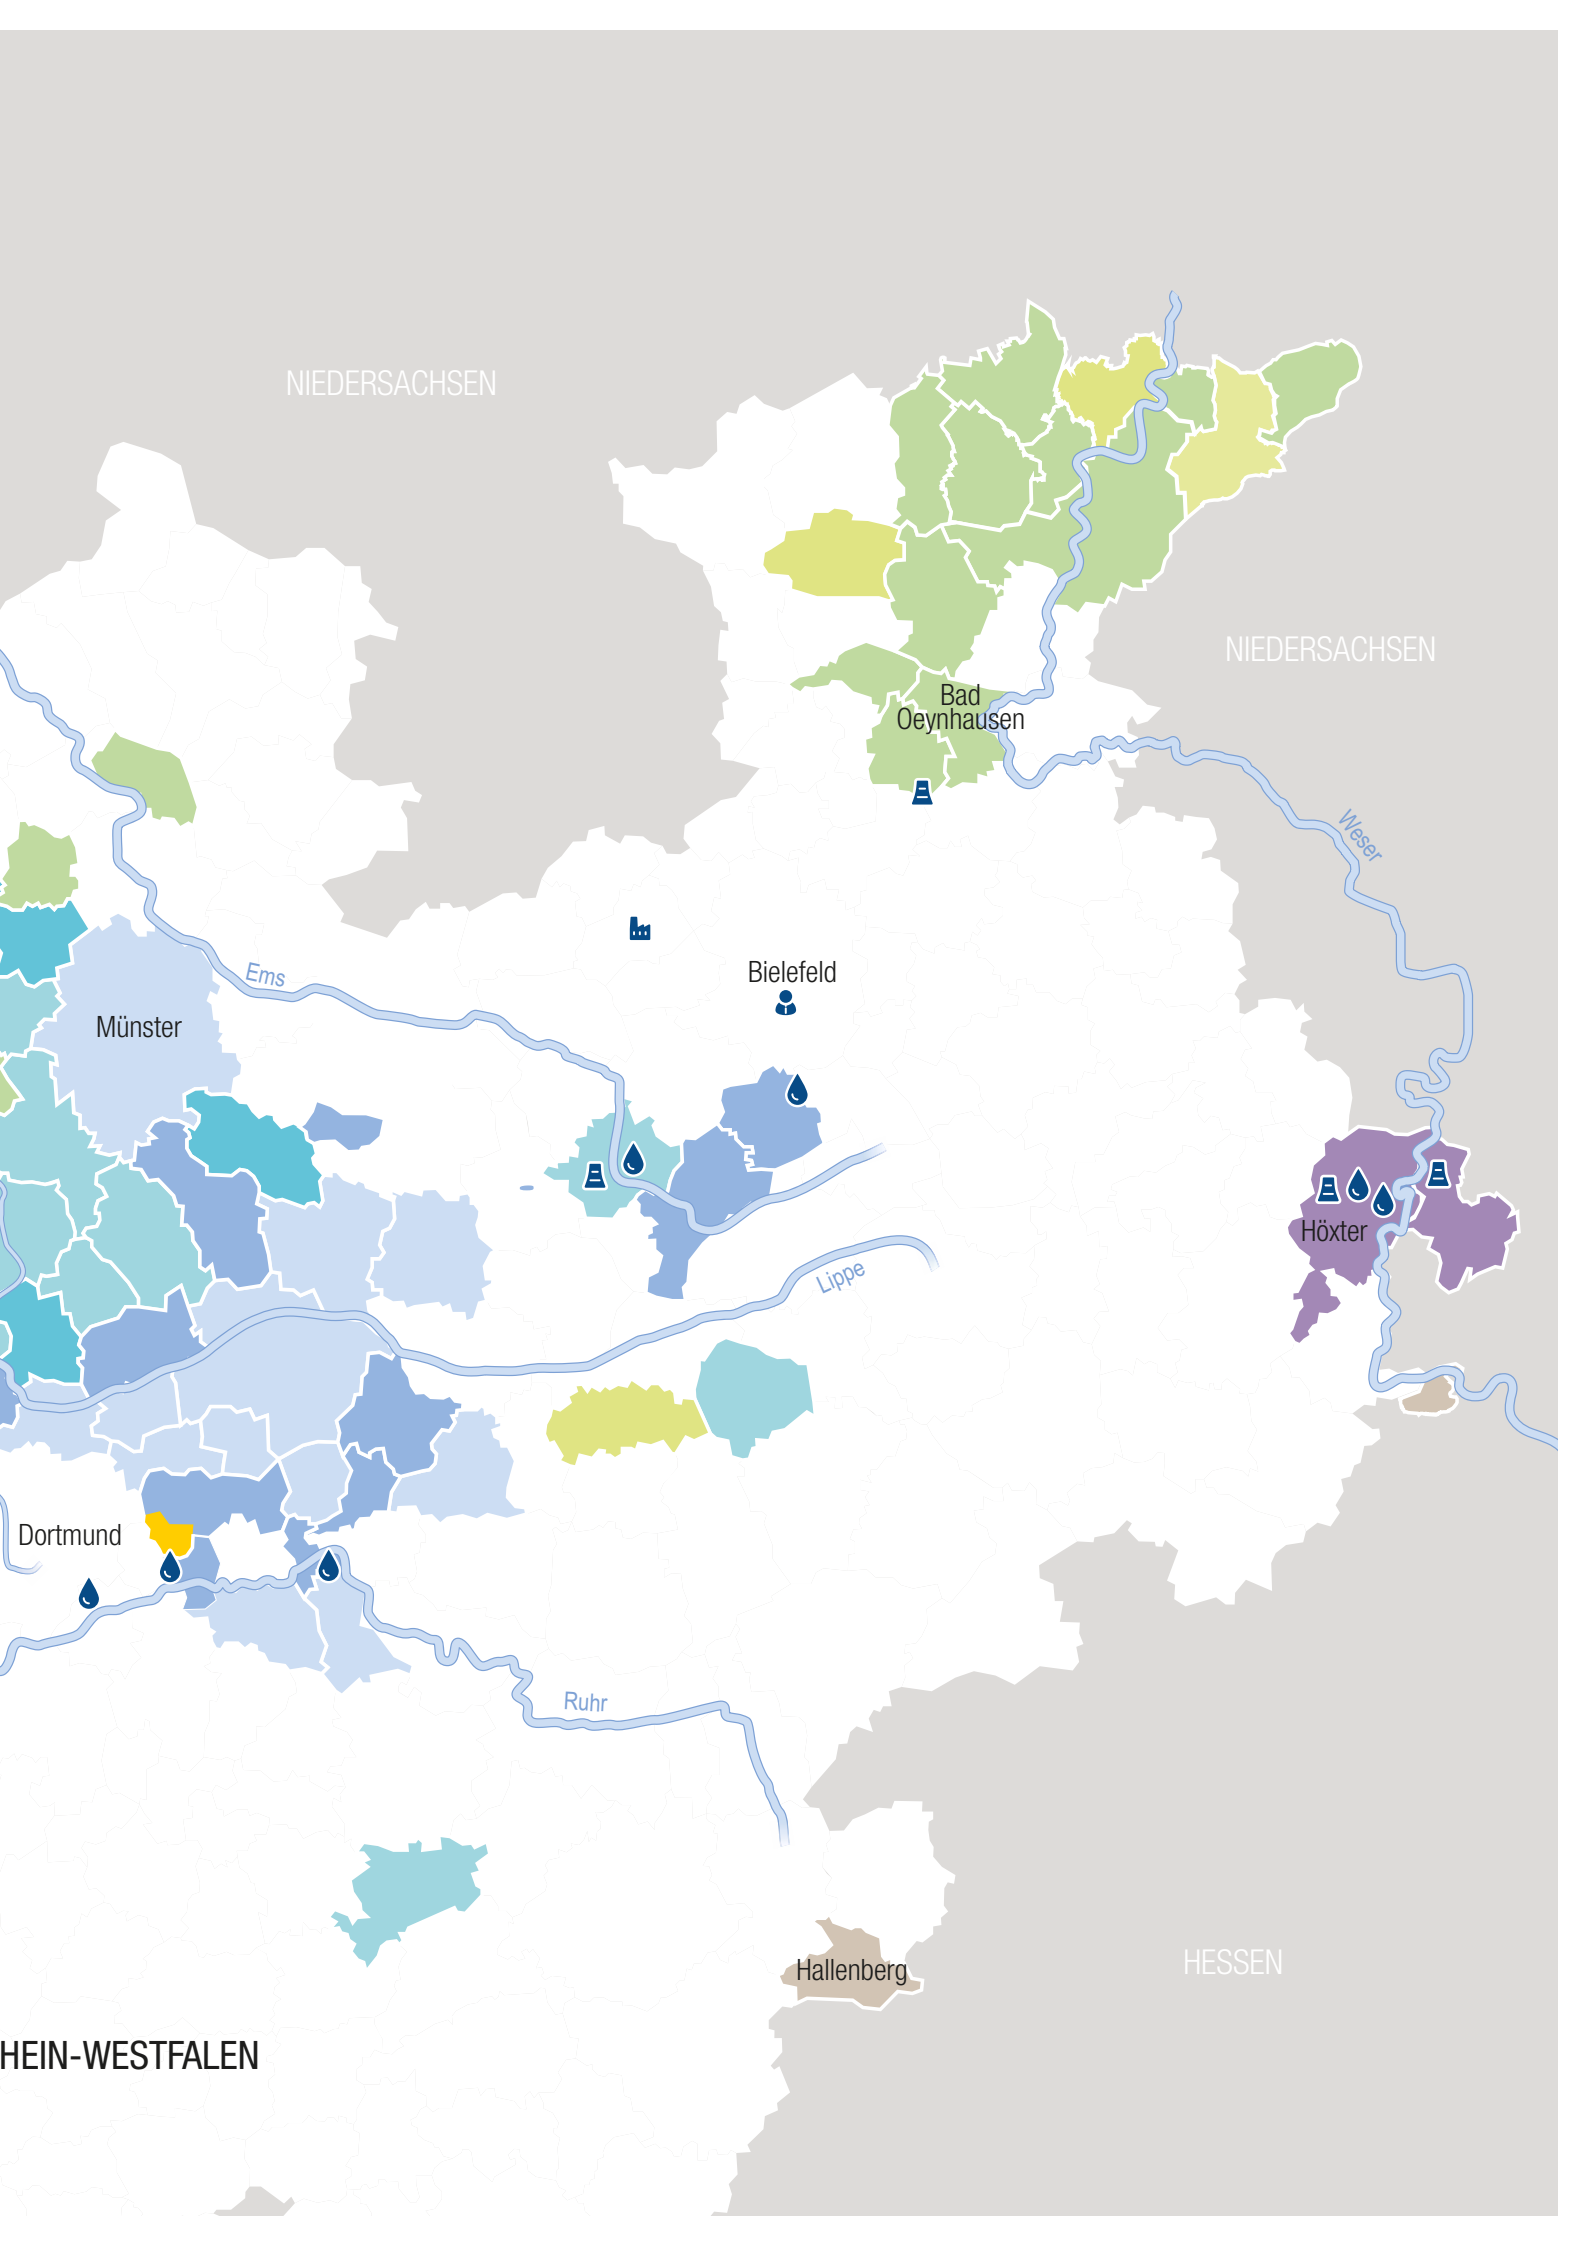 NIEDERSACHSEN
NIEDERSACHSEN
Bad
Oeynhausen
Weser
Ems
Bielefeld
Münster
Höxter
Lippe
Dortmund
Ruhr
Hallenberg
HESSEN
HEIN-WESTFALEN